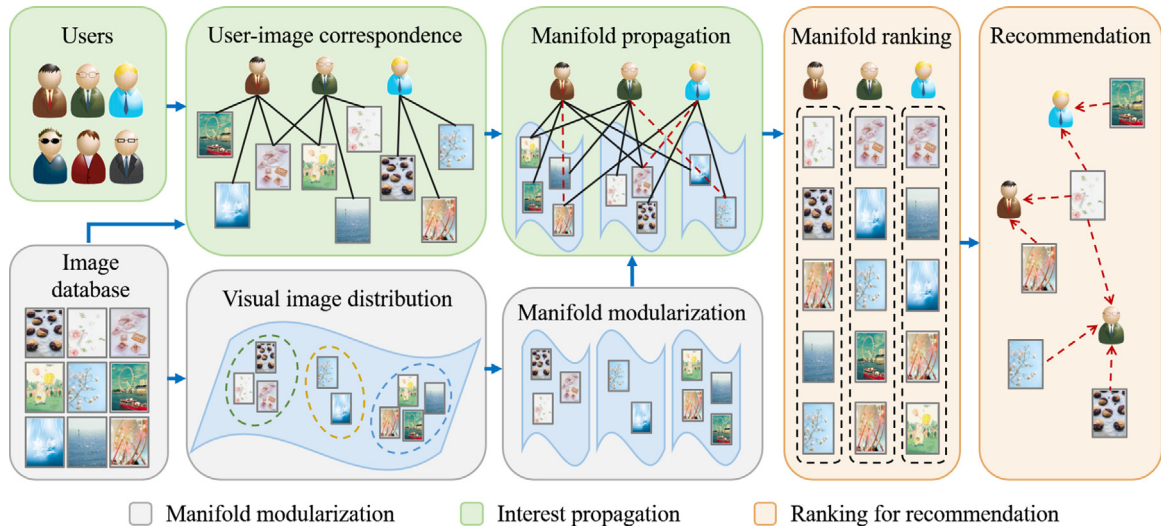 Users
User-image correspondence
Manifold propagation
Manifold ranking
Recommendation
Image
database
Visual image distribution
Manifold modularization
Manifold modularization
Interest propagation
Ranking for recommendation